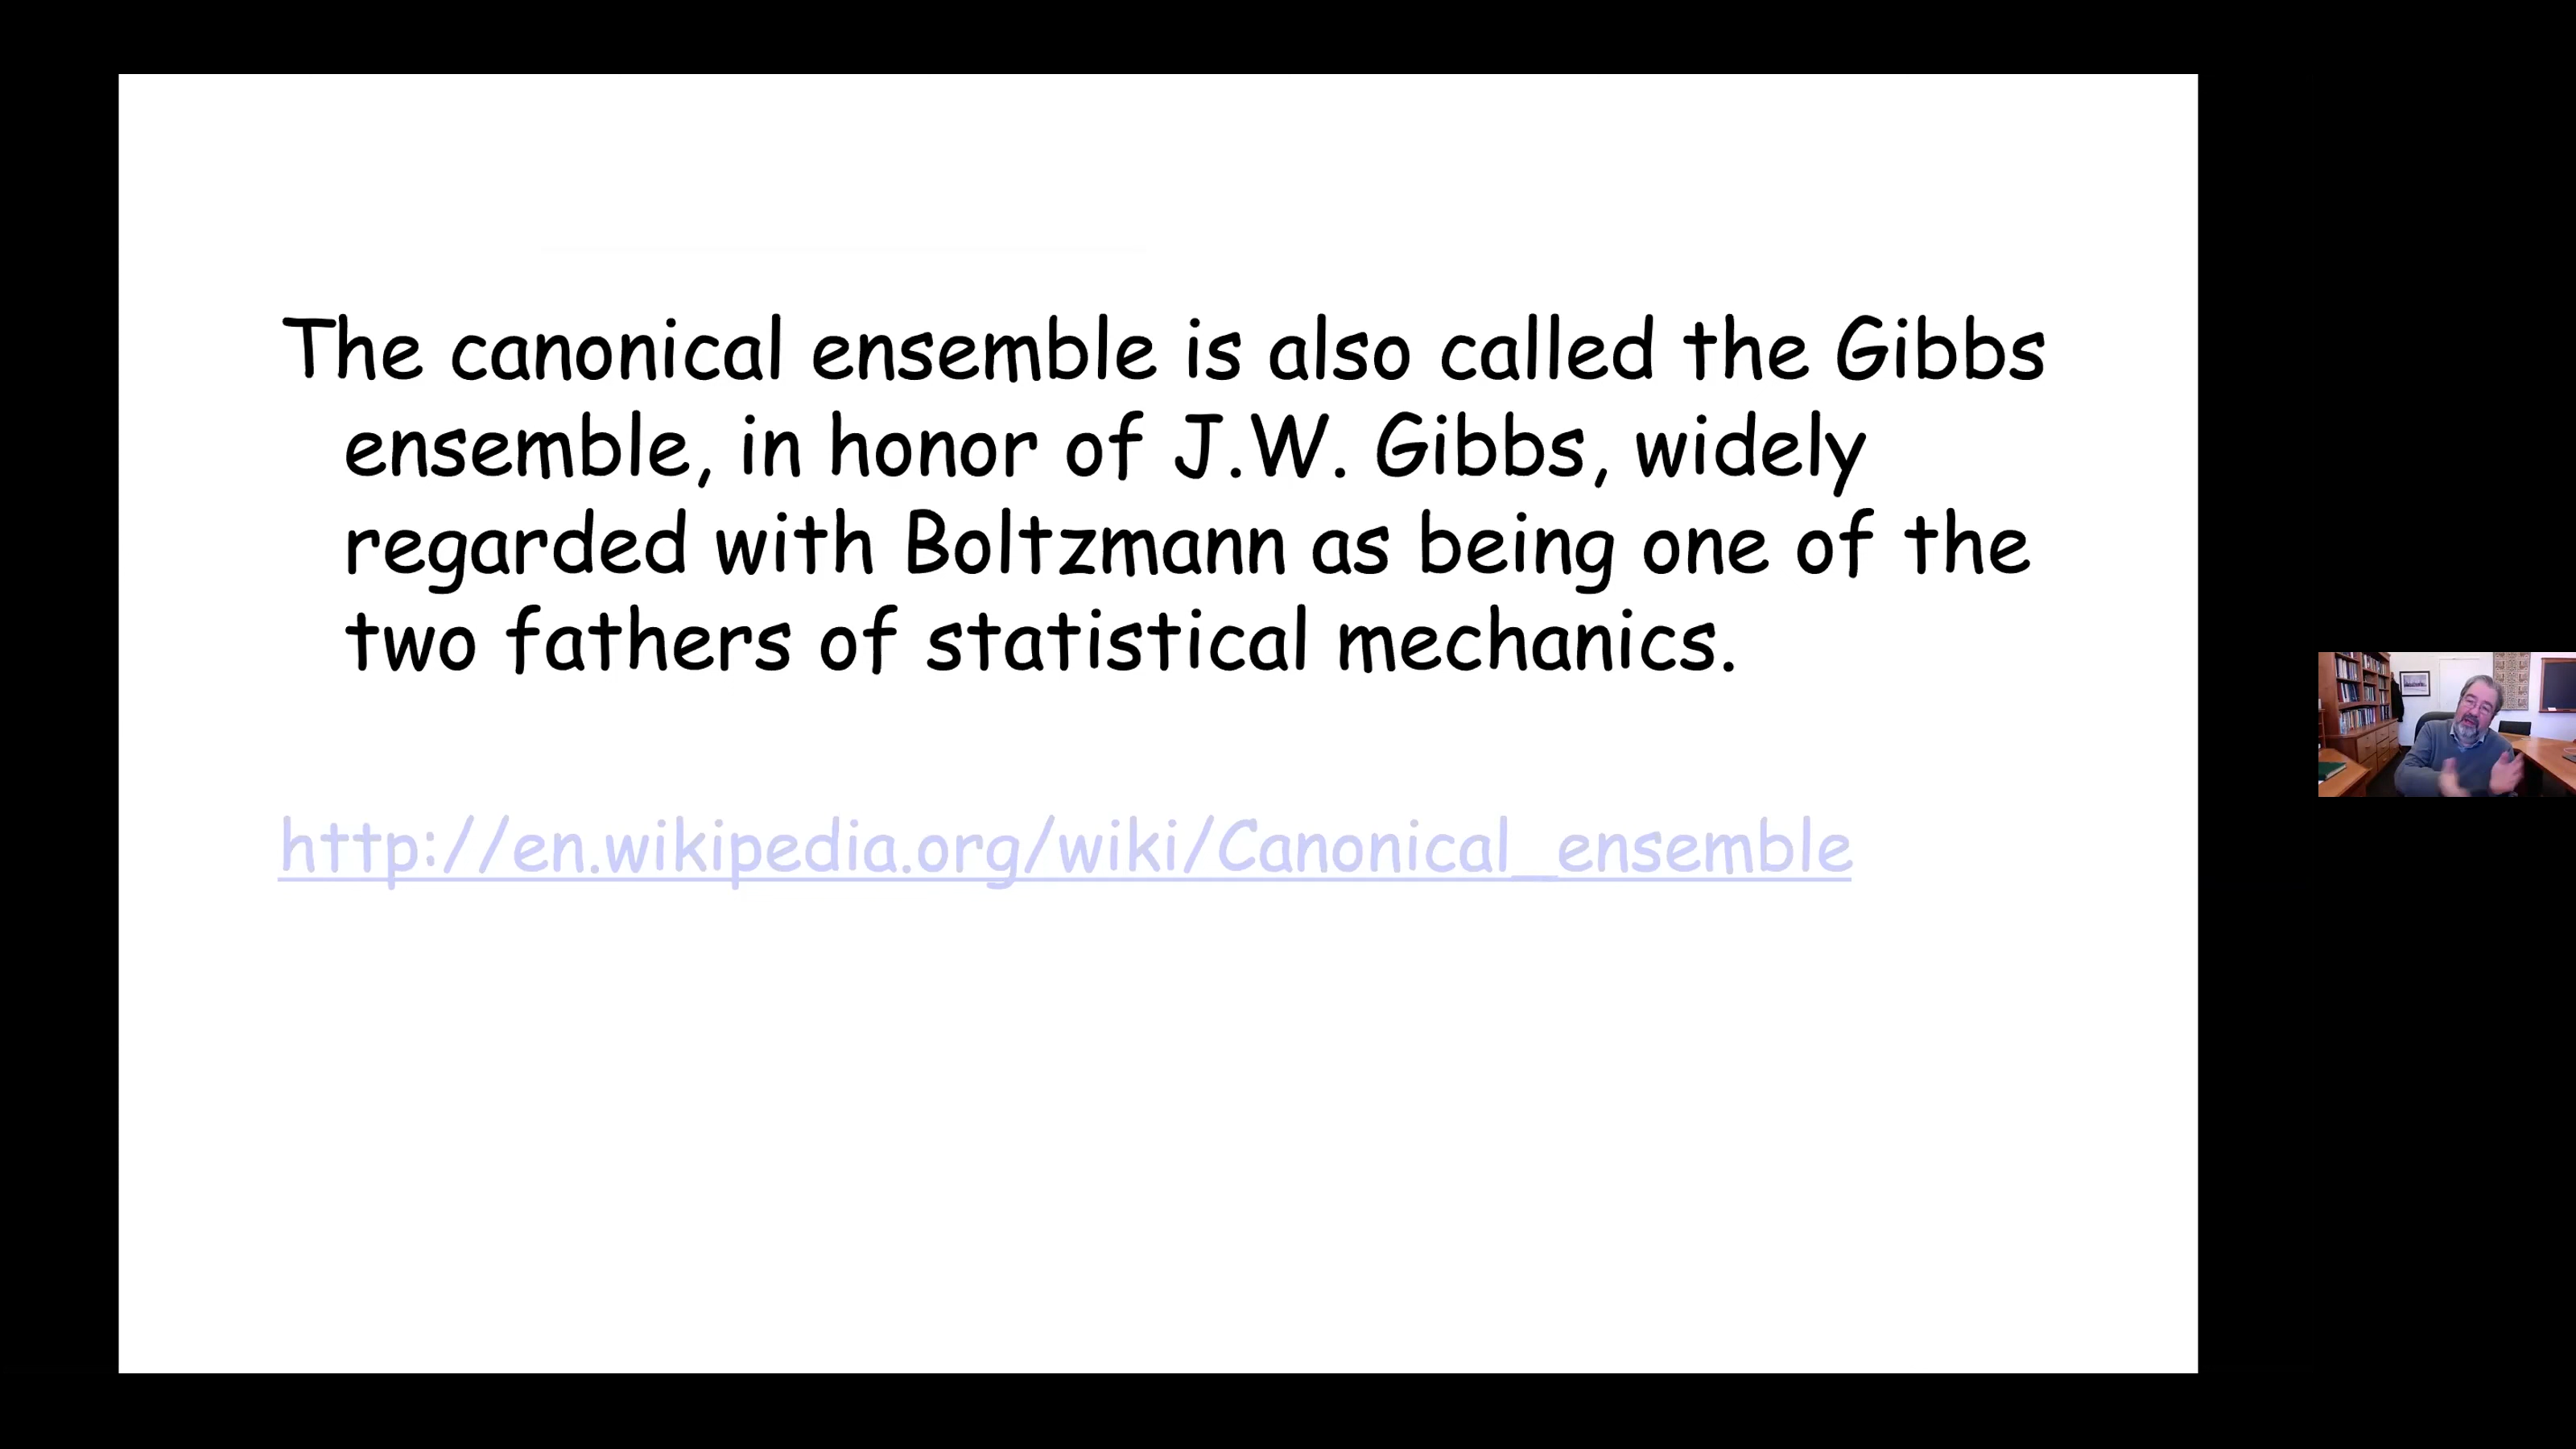 The canonical ensemble is also called the Gibbs
ensemble, in honor of J.W. Gibbs, widely
regarded with Boltzmann as being one of the
two fathers of statistical mechanics.
http://en.wikipedia.org/wiki/Canonical_ensemble